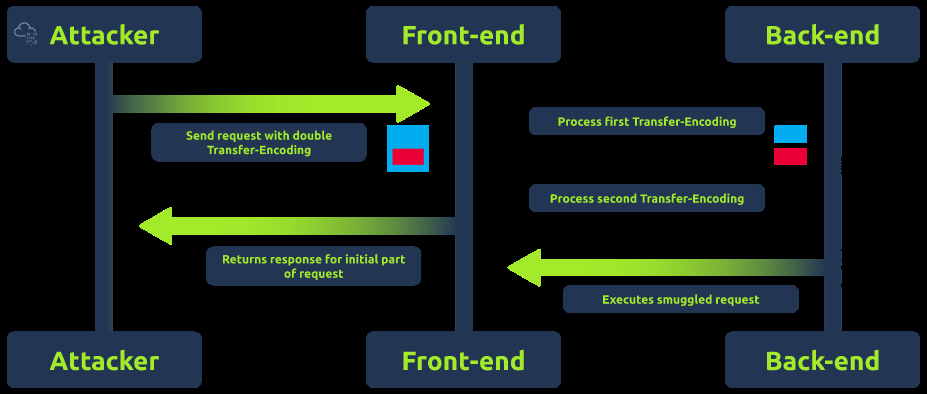 Attacker
Front-end
Back-end
Send request with double
Transfer-Encoding
Process first Transfer-Encoding
Process second Transfer-Encoding
Returns response for initial part
of request
Executes smuggled request
Attacker
Front-end
Back-end